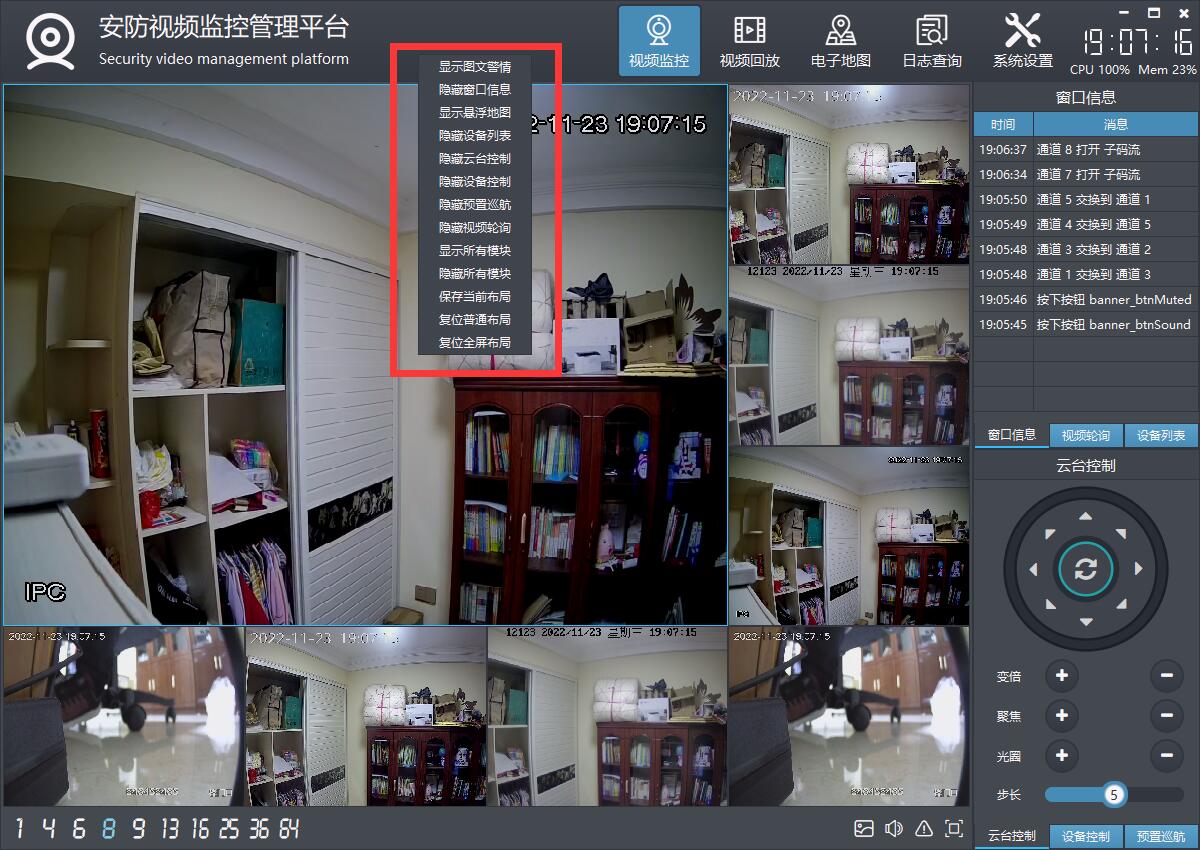 安防视频监控管理平台
Security video management platform
视频监控
视频回放
电子地图
日志查询
系统设置
19:07:16
CPU 100% Mem 23%
显示图文警情
隐藏窗口信息
显示悬浮地图
隐藏设备列表
隐藏云台控制
隐藏设备控制
隐藏预置巡航
隐藏视频轮询
显示所有模块
隐藏所有模块
保存当前布局
复位普通布局
复位全屏布局
2-11-23 19:07:15
IPC
2022-11-23 19:07:15
12123 2022/11/23 星期三 19:07:15
2022-11-23 19:07:15
IPC
2022-11-23 19:07:15
2022-11-23 19:07:15
12123 2022/11/23 星期三 19:07:15
2022-11-23 19:07:15
窗口信息
时间 消息
19:06:37 通道 8 打开 子码流
19:06:34 通道 7 打开 子码流
19:05:50 通道 5 交换到 通道 1
19:05:49 通道 4 交换到 通道 5
19:05:48 通道 3 交换到 通道 2
19:05:48 通道 1 交换到 通道 3
19:05:46 按下按钮 banner_btnMuted
19:05:45 按下按钮 banner_btnSound
窗口信息 视频轮询 设备列表
云台控制
变倍
聚焦
光圈
步长 5
云台控制 设备控制 预置巡航
1 4 6 8 9 13 16 25 36 64